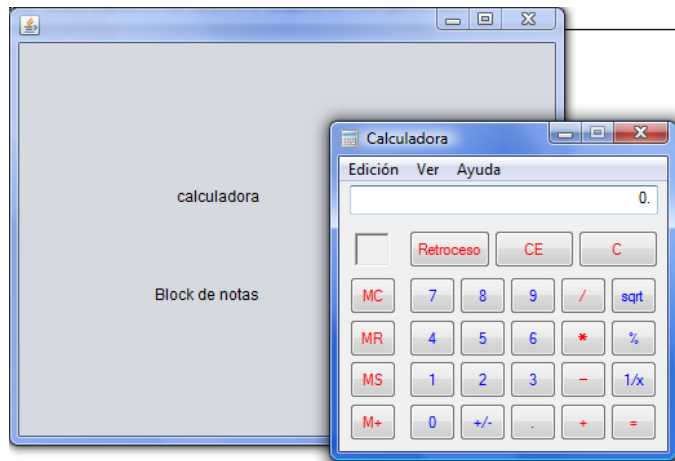 calculadora
Block de notas
Calculadora
Edición Ver Ayuda
0.
Retroceso CE C
MC 7 8 9 / sqrt
MR 4 5 6 * %
MS 1 2 3 - 1/x
M+ 0 +/- . + =